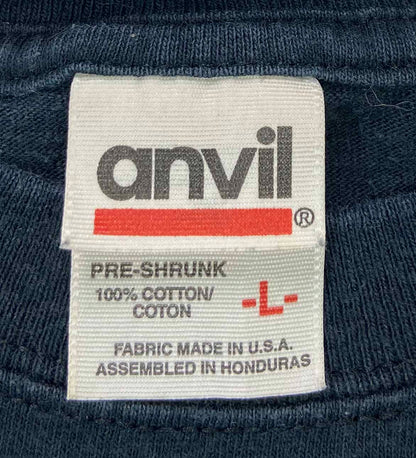 anvil
®
PRE-SHRUNK
100% COTTON/
COTON
-L-
FABRIC MADE IN U.S.A.
ASSEMBLED IN HONDURAS